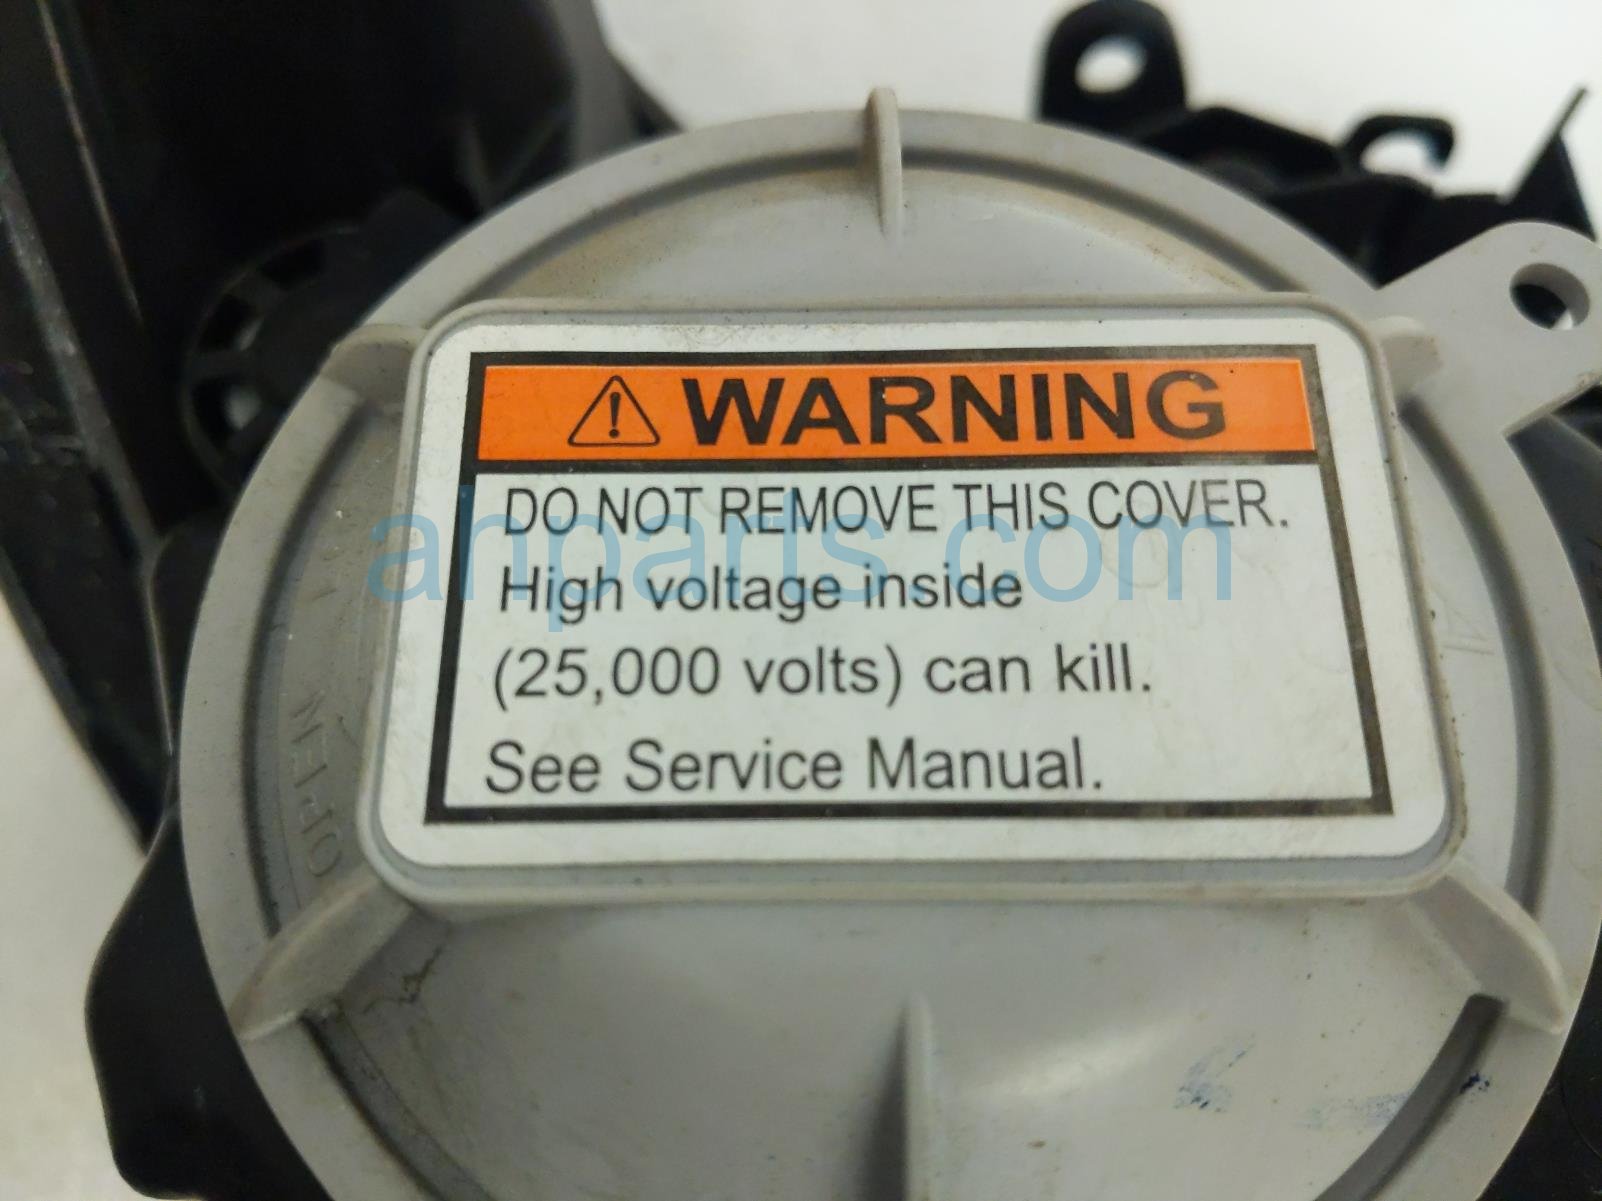 WARNING
DO NOT REMOVE THIS COVER.
High voltage inside
(25,000 volts) can kill.
See Service Manual.
ahparts.com
OPEN